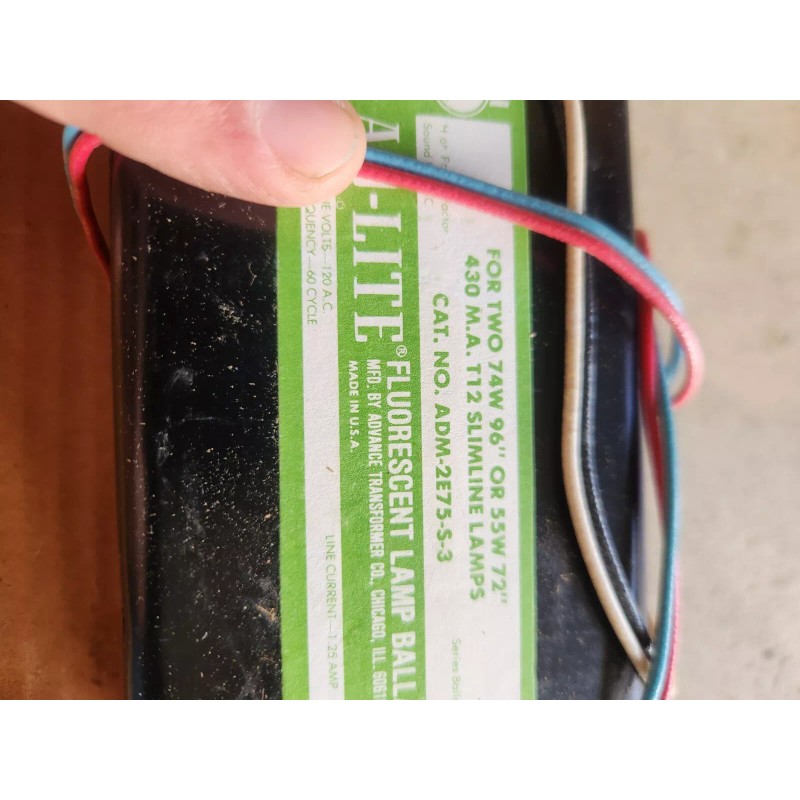 Sound
FOR TWO 74W 96" OR 55W 72"
430 M.A. T12 SLIMLINE LAMPS
CAT. NO. ADM-2E75-S-3
Series
-LITE® FLUORESCENT LAMP BALL
MFD. BY ADVANCE TRANSFORMER CO., CHICAGO, ILL.
MADE IN U.S.A.
VOLTS—120 A.C.
60 CYCLE
LINE CURRENT—1.25 AMP